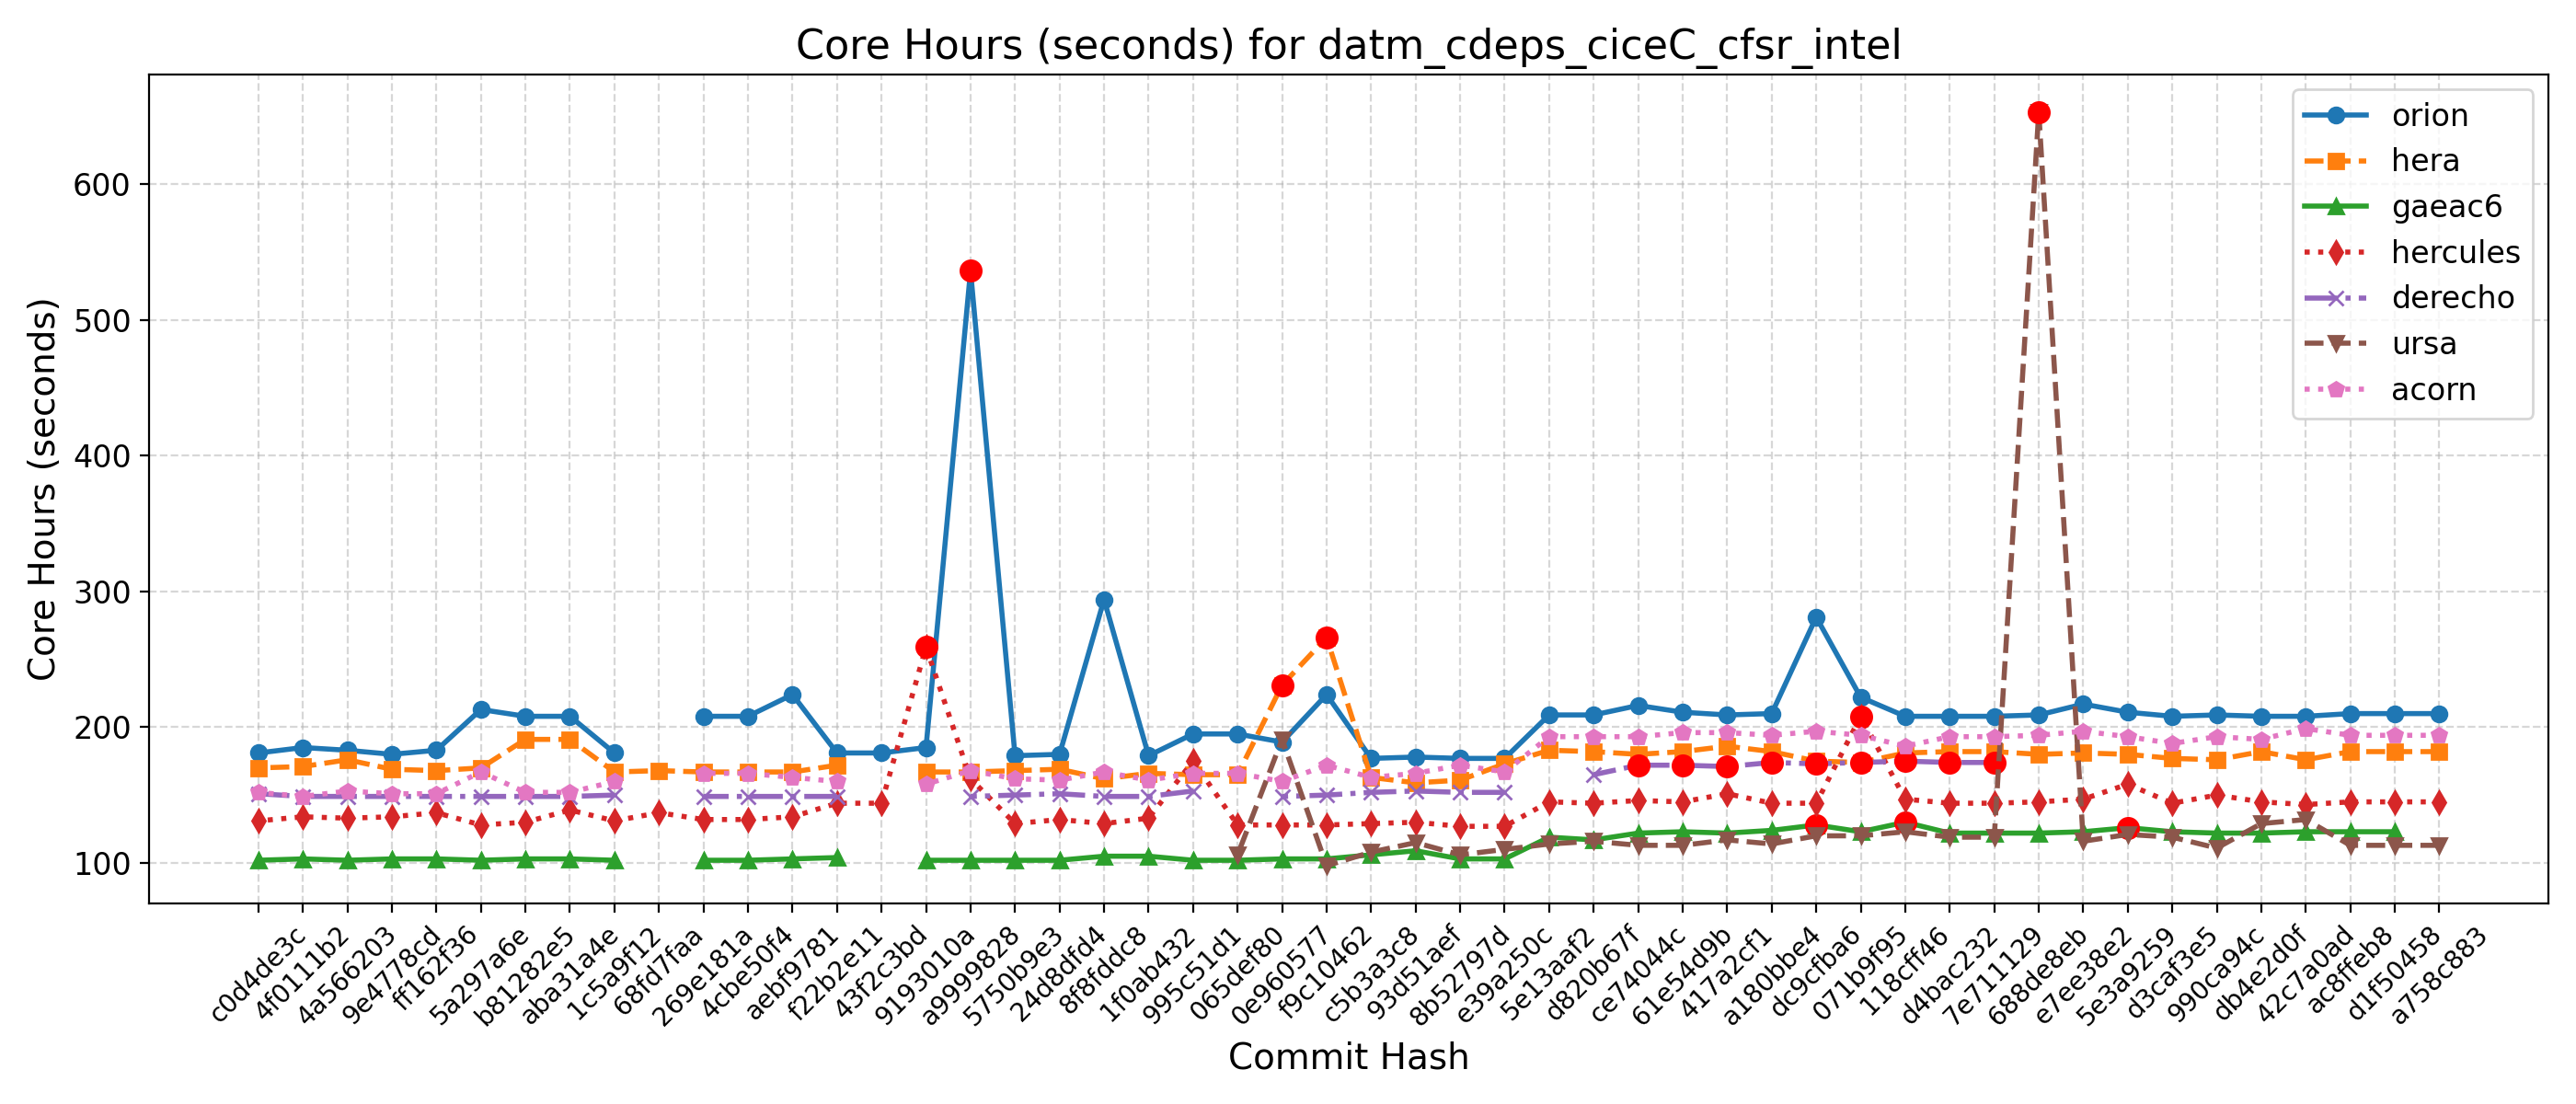 Core Hours (seconds) for datm_cdeps_ciceC_cfsr_intel
Core Hours (seconds)
600
500
400
300
200
100
orion
hera
gaeac6
hercules
derecho
ursa
acorn
c0d4de3c
4f0111b2
4a566203
9e4778cd
ff162f36
5a297a6e
b81282e5
aba31a4e
1c5a9f12
68fd7faa
269e181a
4cbe50f4
aebf9781
f22b2e11
43f2c3bd
9193010a
a9999828
5750b9e3
24d8dfd4
8f8fddc8
1f0ab432
995c51d1
065def80
0e960577
f9c10462
c5b3a3c8
93d51aef
8b52797d
e39a250c
5e13aaf2
d820b67f
ce74044c
61e54d9b
417a2cf1
a180bbe4
dc9cfba6
071b9f95
118cff46
d4bac232
7e711129
688de8eb
e7ee38e2
5e3a9259
d3caf3e5
990ca94c
db4e2d0f
42c7a0ad
ac8ffeb8
d1f50458
a758c883
Commit Hash